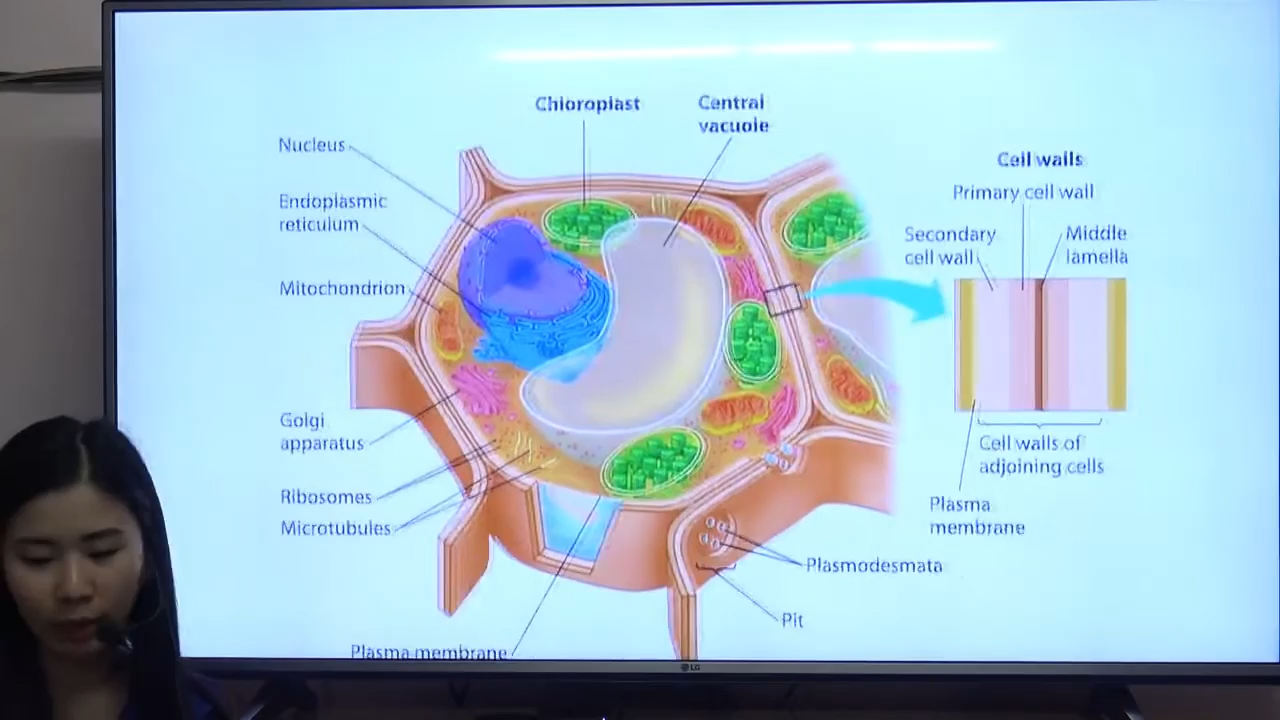 Chloroplast
Central
vacuole
Nucleus
Endoplasmic
reticulum
Mitochondrion
Golgi
apparatus
Ribosomes
Microtubules
Plasma membrane
Cell walls
Primary cell wall
Secondary
cell wall
Middle
lamella
Cell walls of
adjoining cells
Plasma
membrane
Plasmodesmata
Pit
LG